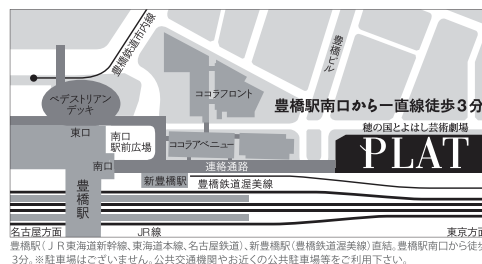 豊橋鉄道市内線
豊橋ビル
ココラフロント
ペデストリアン
デッキ
豊橋駅南口から一直線徒歩3分
穂の国とよはし芸術劇場
PLAT
東口
南口
駅前広場
ココラアベニュー
南口
連絡通路
新豊橋駅
豊橋鉄道渥美線
豊橋駅
名古屋方面
JR線
東京方面
豊橋駅(JR東海道新幹線、東海道本線、名古屋鉄道)、新豊橋駅(豊橋鉄道渥美線)直結。豊橋駅南口から徒歩
3分。※駐車場はございません。公共交通機関やお近くの公共駐車場等をご利用下さい。